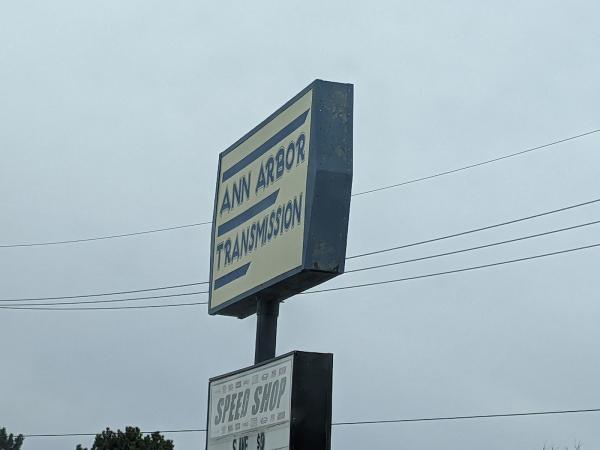 ANN ARBOR
TRANSMISSION
SPEED SHOP